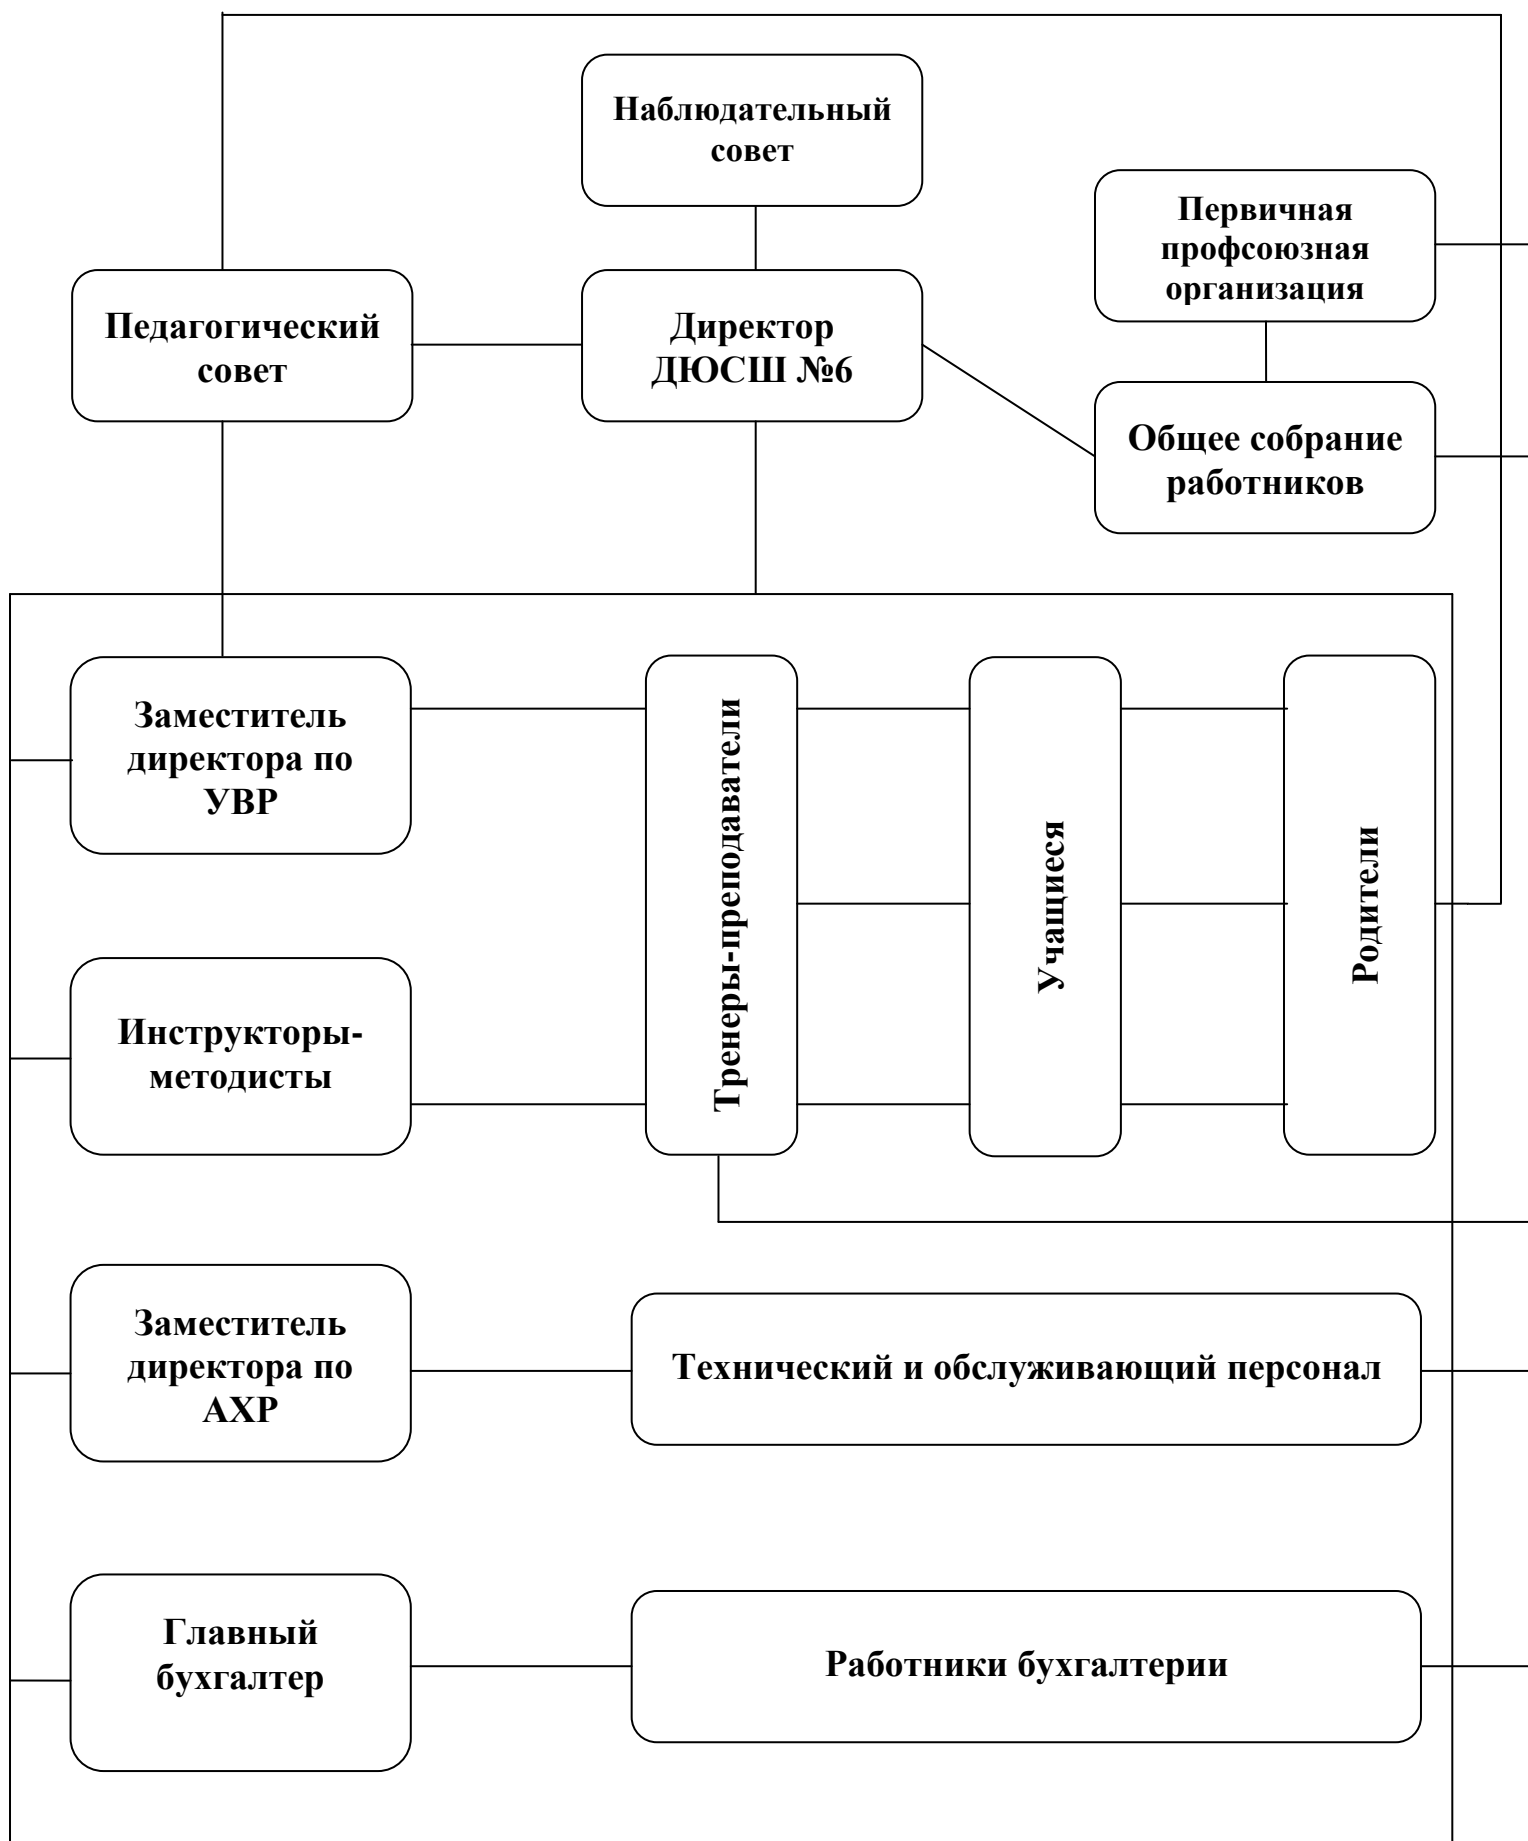 Наблюдательный
совет
Первичная
профсоюзная
организация
Педагогический
совет
Директор
ДЮСШ №6
Общее собрание
работников
Заместитель
директора по
УВР
Тренеры-преподаватели
Учащиеся
Родители
Инструкторы-
методисты
Заместитель
директора по
АХР
Технический и обслуживающий персонал
Главный
бухгалтер
Работники бухгалтерии